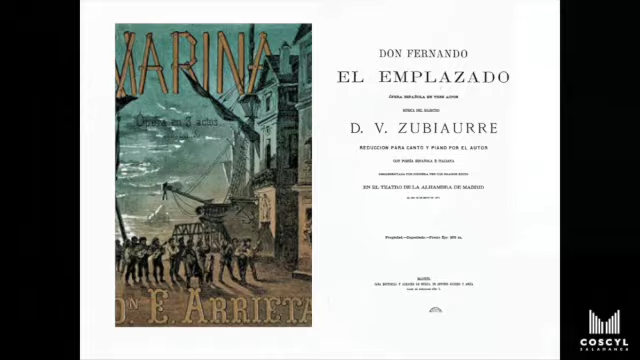 MARINA
Ópera en 3 actos
DON E. ARRIETA
DON FERNANDO
EL EMPLAZADO
ÓPERA ESPAÑOLA EN TRES ACTOS
MÚSICA DEL MAESTRO
D. V. ZUBIAURRE
REDUCCION PARA CANTO Y PIANO POR EL AUTOR
CON POESÍA ESPAÑOLA É ITALIANA
EN EL TEATRO DE LA ALHAMBRA DE MADRID
MADRID
COSCYL
SALAMANCA